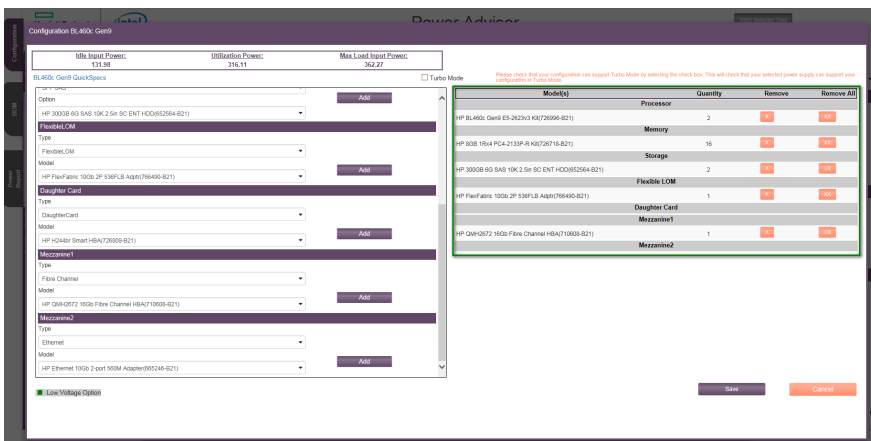 Power Advisor
Configuration
BOM
Power Report
Configuration BL460c Gen9
Idle Input Power:
131.98
Utilization Power:
316.11
Max Load Input Power:
362.27
BL460c Gen9 QuickSpecs
Turbo Mode
Please check that your configuration can support Turbo Mode by selecting the check box. This will check that your selected power supply can support your
configuration in Turbo Mode.
Option
Add
HP 300GB 6G SAS 10K 2.5in SC ENT HDD(652564-B21)
FlexibleLOM
Type
FlexibleLOM
Model
Add
HP FlexFabric 10Gb 2P 536FLB Adptr(766490-B21)
Daughter Card
Type
DaughterCard
Model
Add
HP H244br Smart HBA(726809-B21)
Mezzanine1
Type
Fibre Channel
Model
Add
HP QMH2672 16Gb Fibre Channel HBA(710608-B21)
Mezzanine2
Type
Ethernet
Model
Add
HP Ethernet 10Gb 2-port 560M Adapter(665246-B21)
Low Voltage Option
Model(s) Quantity Remove Remove All
Processor
HP BL460c Gen9 E5-2623v3 Kit(726996-B21) 2 X XX
Memory
HP 8GB 1Rx4 PC4-2133P-R Kit(726718-B21) 16 X XX
Storage
HP 300GB 6G SAS 10K 2.5in SC ENT HDD(652564-B21) 2 X XX
Flexible LOM
HP FlexFabric 10Gb 2P 536FLB Adptr(766490-B21) 1 X XX
Daughter Card
Mezzanine1
HP QMH2672 16Gb Fibre Channel HBA(710608-B21) 1 X XX
Mezzanine2
Save
Cancel